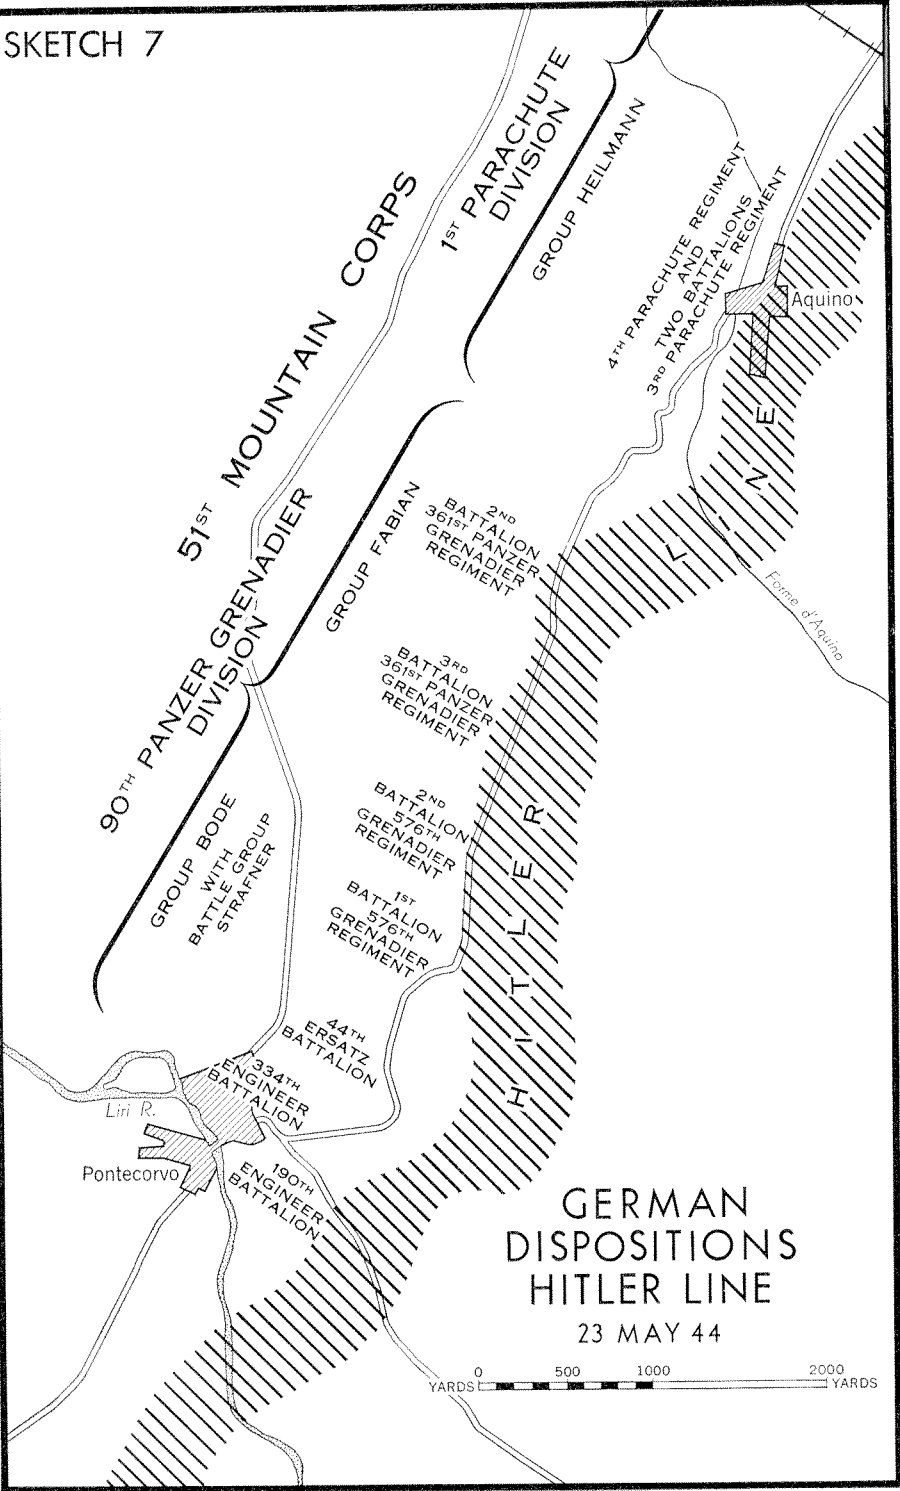 SKETCH 7
51ST MOUNTAIN CORPS
1ST PARACHUTE
DIVISION
GROUP HEILMANN
4TH PARACHUTE REGIMENT
AND
TWO BATTALIONS
3RD PARACHUTE REGIMENT
Aquino
90TH PANZER GRENADIER
DIVISION
GROUP FABIAN
2ND
BATTALION
361ST PANZER
GRENADIER
REGIMENT
3RD
BATTALION
361ST PANZER
GRENADIER
REGIMENT
Forme d'Aquino
GROUP BODE
WITH
BATTLE GROUP
STRAFNER
2ND
BATTALION
576TH
GRENADIER
REGIMENT
1ST
BATTALION
576TH
GRENADIER
REGIMENT
44TH
ERSATZ
BATTALION
334TH
ENGINEER
BATTALION
190TH
ENGINEER
BATTALION
HITLER LINE
Liri R.
Pontecorvo
GERMAN
DISPOSITIONS
HITLER LINE
23 MAY 44
0 500 1000 2000
YARDS YARDS